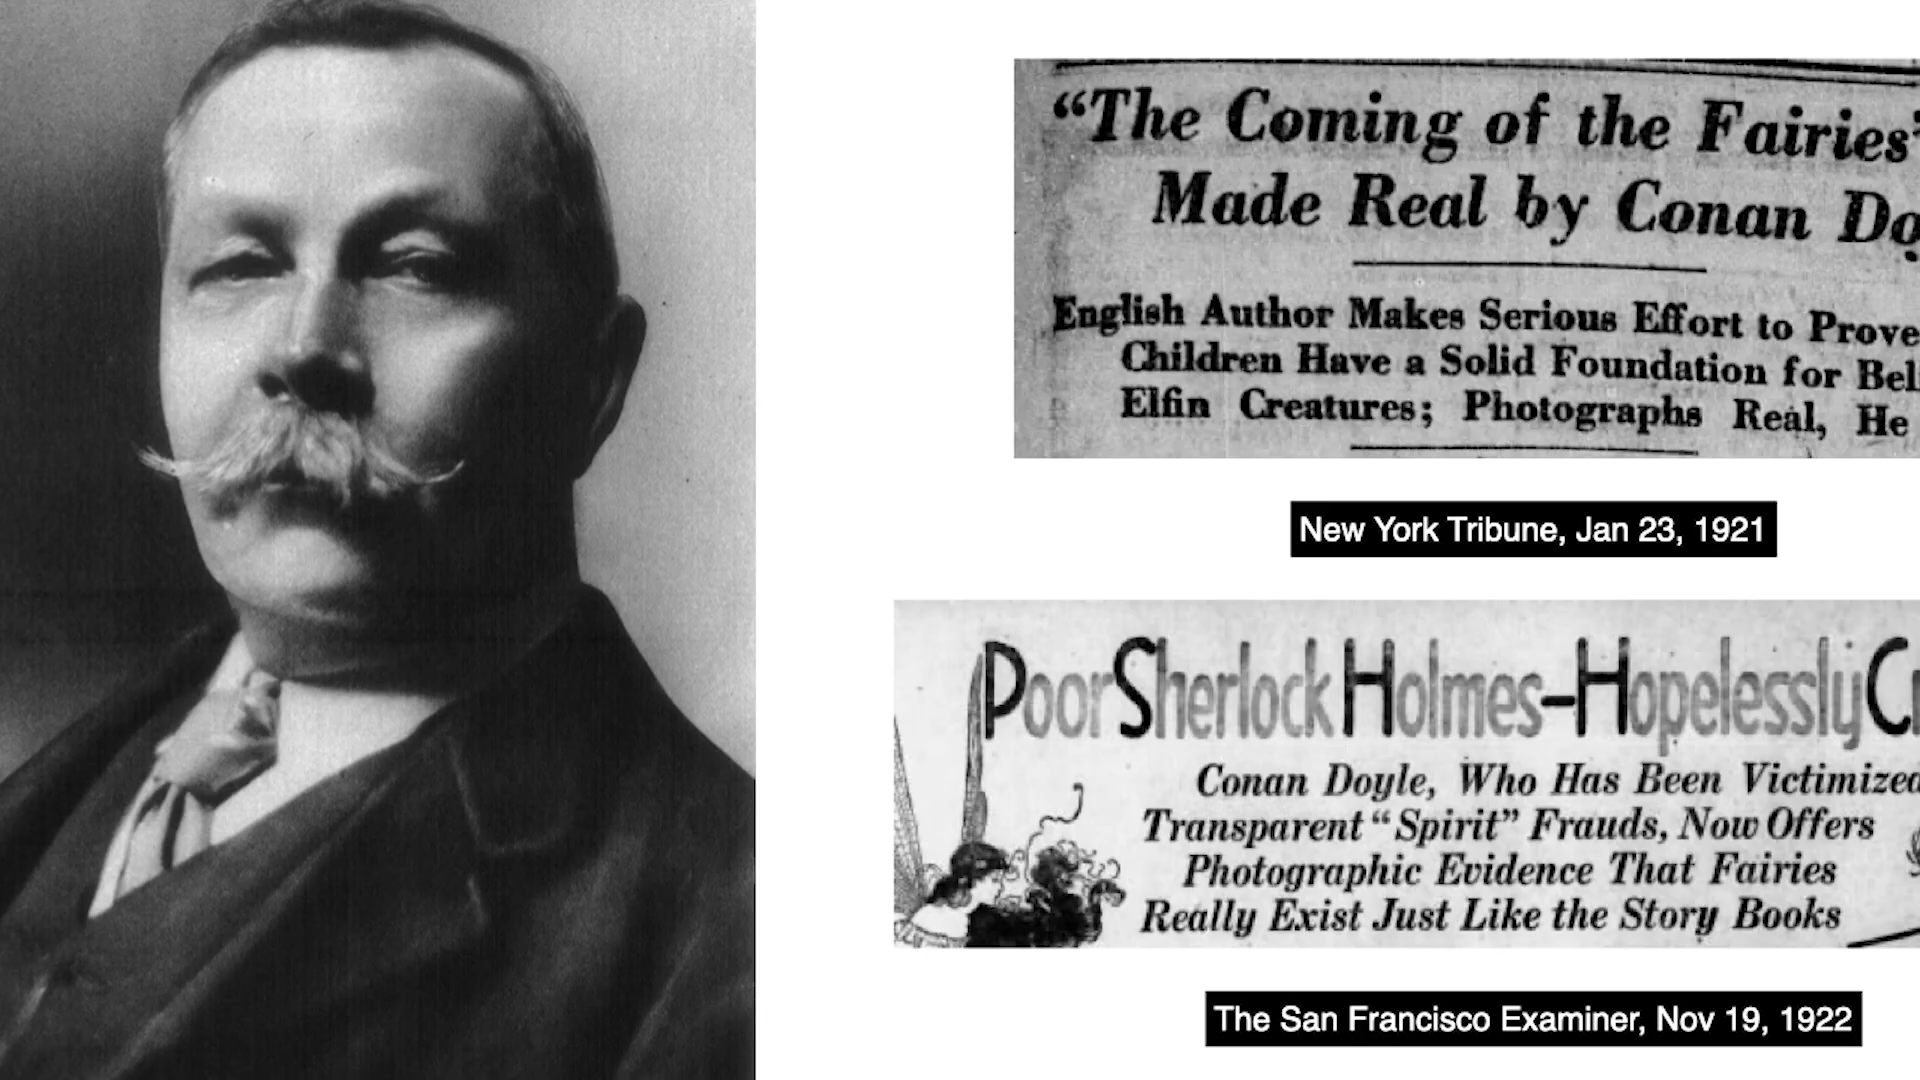 “The Coming of the Fairies”
Made Real by Conan Do
English Author Makes Serious Effort to Prove
Children Have a Solid Foundation for Bel
Elfin Creatures; Photographs Real, He
New York Tribune, Jan 23, 1921
Poor Sherlock Holmes–Hopelessly C
Conan Doyle, Who Has Been Victimized
Transparent “Spirit” Frauds, Now Offers
Photographic Evidence That Fairies
Really Exist Just Like the Story Books
The San Francisco Examiner, Nov 19, 1922